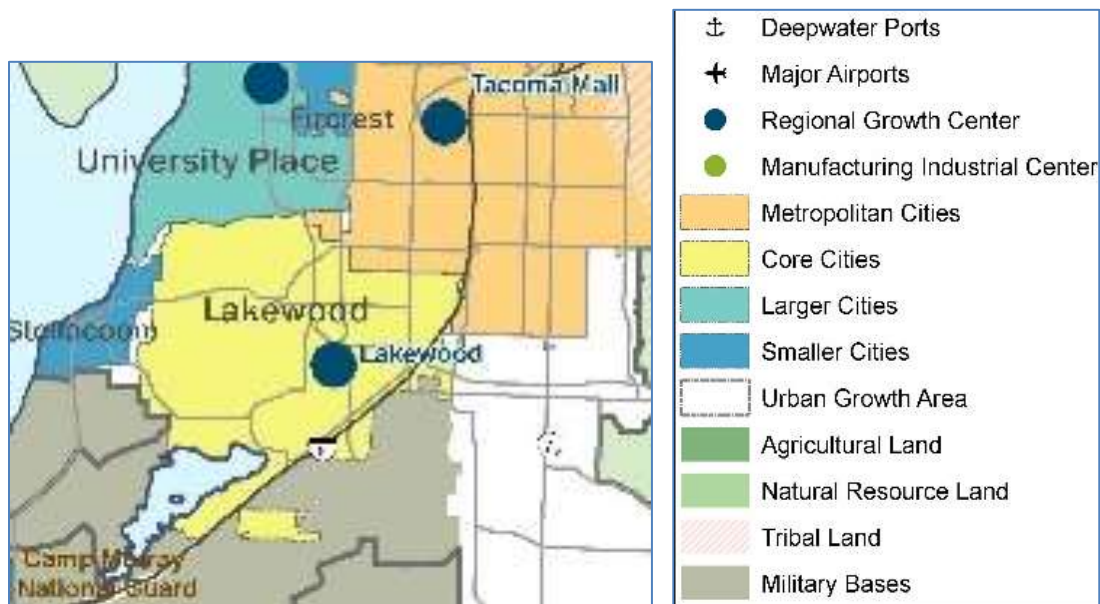 Tacoma Mall
Fircrest
University Place
Lakewood
Steilacoom
Lakewood
Camp Murray
National Guard
Deepwater Ports
Major Airports
Regional Growth Center
Manufacturing Industrial Center
Metropolitan Cities
Core Cities
Larger Cities
Smaller Cities
Urban Growth Area
Agricultural Land
Natural Resource Land
Tribal Land
Military Bases